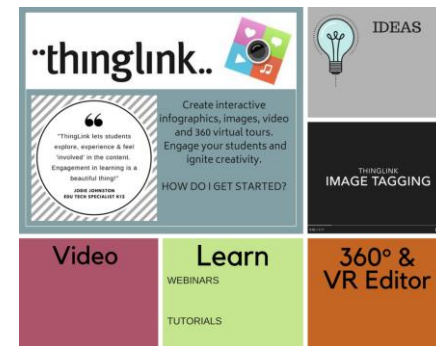 ··thınglınk..
Create interactive
infographics, images, video
and 360 virtual tours.
Engage your students and
ignite creativity.
HOW DO I GET STARTED?
“
"ThingLink lets students
explore, experience & feel
'involved' in the content.
Engagement in learning is a
beautiful thing!"
JODIE JOHNSTON
EDU TECH SPECIALIST K12
IDEAS
THINGLINK
IMAGE TAGGING
Video
Learn
WEBINARS
TUTORIALS
360° &
VR Editor